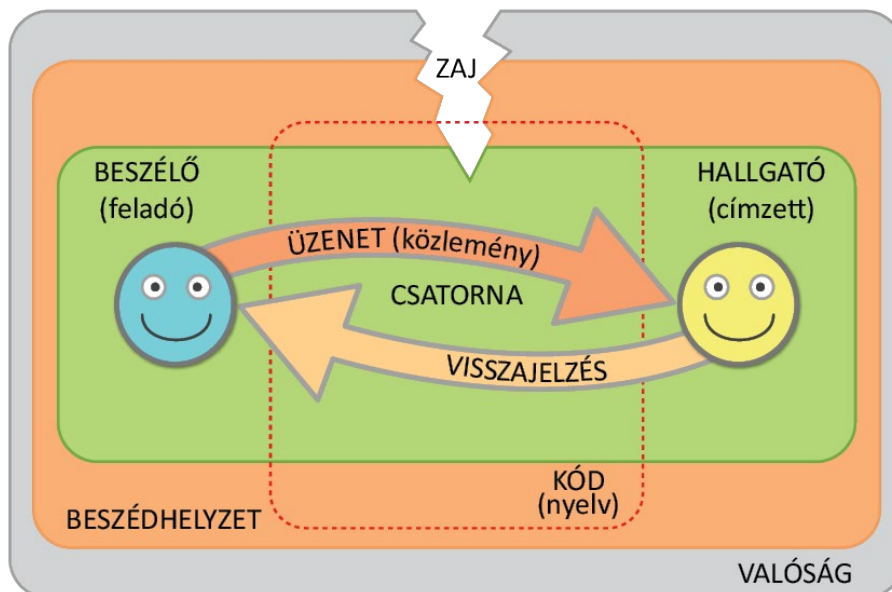 ZAJ
BESZÉLŐ
(feladó)
HALLGATÓ
(címzett)
ÜZENET (közlemény)
CSATORNA
VISSZAJELZÉS
KÓD
(nyelv)
BESZÉDHELYZET
VALÓSÁG